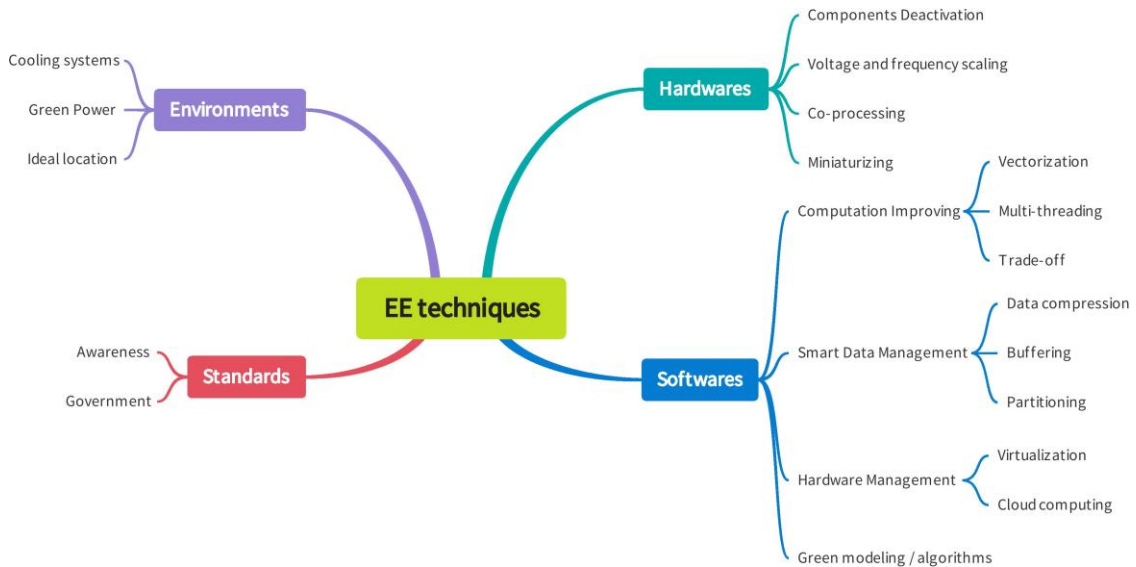 EE techniques
Environments
Cooling systems
Green Power
Ideal location
Standards
Awareness
Government
Hardwares
Components Deactivation
Voltage and frequency scaling
Co-processing
Miniaturizing
Softwares
Computation Improving
Vectorization
Multi-threading
Trade-off
Smart Data Management
Data compression
Buffering
Partitioning
Hardware Management
Virtualization
Cloud computing
Green modeling / algorithms